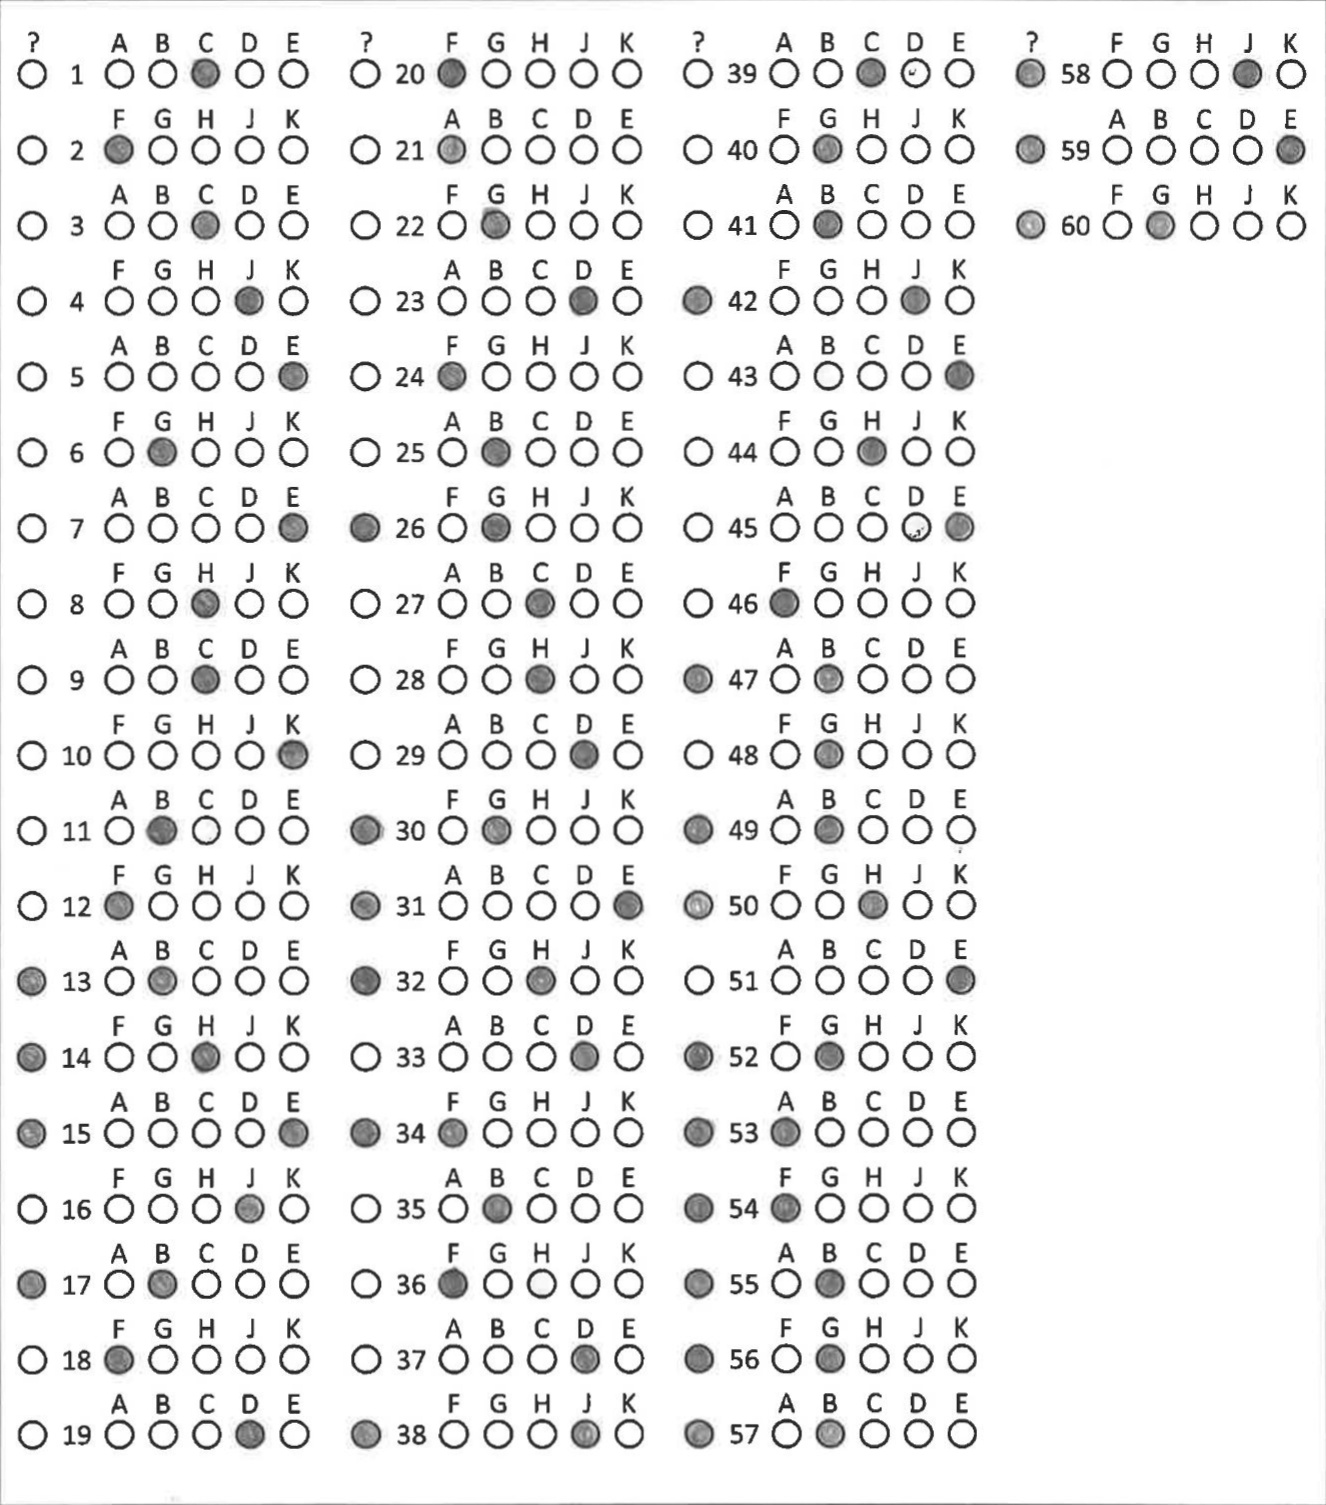 ? A B C D E
1
F G H J K
2
A B C D E
3
F G H J K
4
A B C D E
5
F G H J K
6
A B C D E
7
F G H J K
8
A B C D E
9
F G H J K
10
A B C D E
11
F G H J K
12
A B C D E
13
F G H J K
14
A B C D E
15
F G H J K
16
A B C D E
17
F G H J K
18
A B C D E
19
? F G H J K
20
A B C D E
21
F G H J K
22
A B C D E
23
F G H J K
24
A B C D E
25
F G H J K
26
A B C D E
27
F G H J K
28
A B C D E
29
F G H J K
30
A B C D E
31
F G H J K
32
A B C D E
33
F G H J K
34
A B C D E
35
F G H J K
36
A B C D E
37
F G H J K
38
? A B C D E
39
F G H J K
40
A B C D E
41
F G H J K
42
A B C D E
43
F G H J K
44
A B C D E
45
F G H J K
46
A B C D E
47
F G H J K
48
A B C D E
49
F G H J K
50
A B C D E
51
F G H J K
52
A B C D E
53
F G H J K
54
A B C D E
55
F G H J K
56
A B C D E
57
? F G H J K
58
A B C D E
59
F G H J K
60